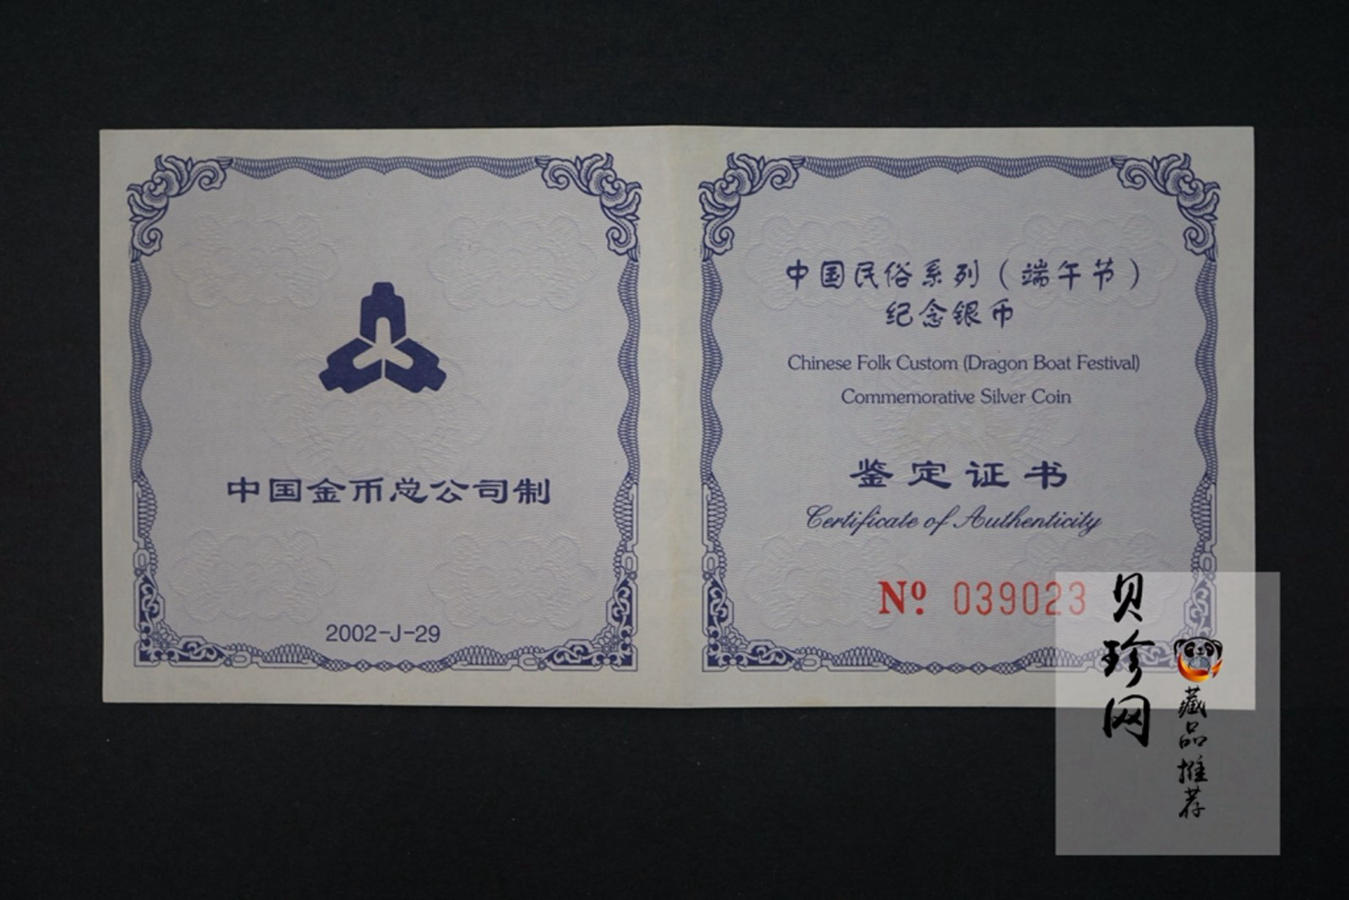 中国金币总公司制
2002-J-29
中国民俗系列（端午节）
纪念银币
Chinese Folk Custom (Dragon Boat Festival)
Commemorative Silver Coin
鉴定证书
Certificate of Authenticity
Nº 039023
贝珍网
藏品推荐